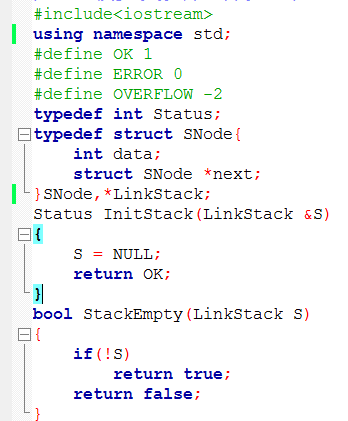 #include<iostream>
using namespace std;
#define OK 1
#define ERROR 0
#define OVERFLOW -2
typedef int Status;
typedef struct SNode{
    int data;
    struct SNode *next;
}SNode,*LinkStack;
Status InitStack(LinkStack &S)
{
    S = NULL;
    return OK;
}
bool StackEmpty(LinkStack S)
{
    if(!S)
        return true;
    return false;
}